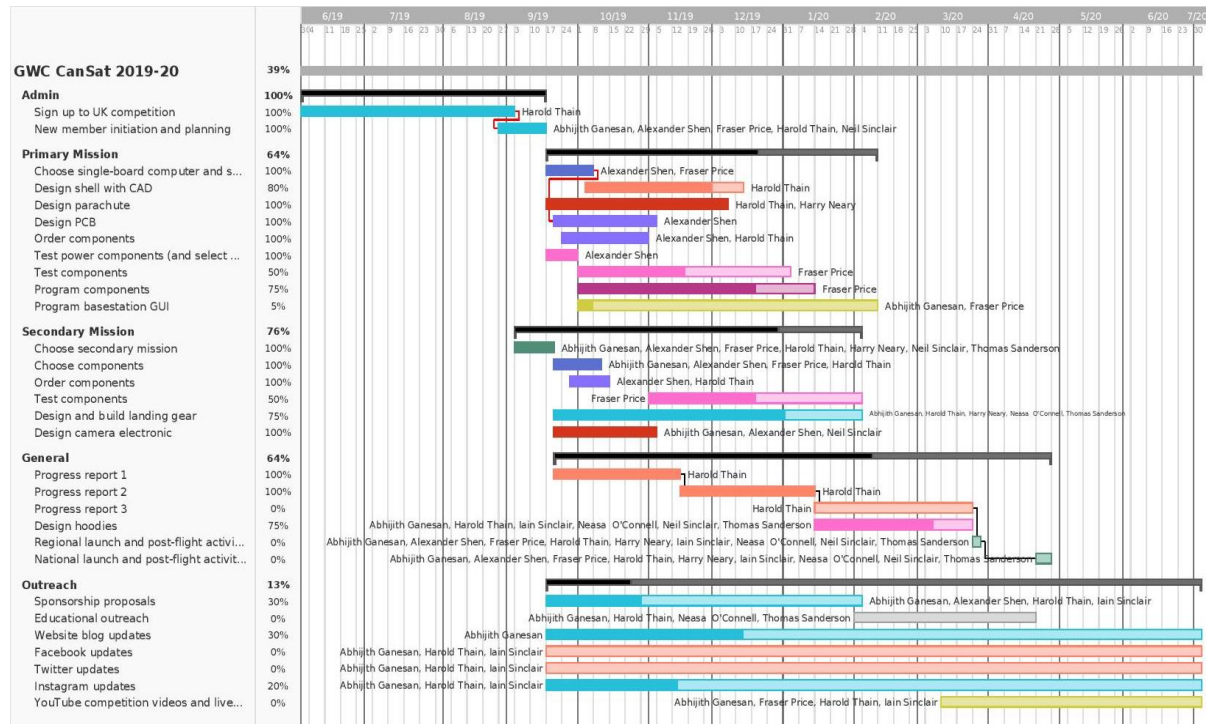 6/19 7/19 8/19 9/19 10/19 11/19 12/19 1/20 2/20 3/20 4/20 5/20 6/20 7/20
GWC CanSat 2019-20 39%
Admin 100%
Sign up to UK competition 100% Harold Thain
New member initiation and planning 100% Abhijith Ganesan, Alexander Shen, Fraser Price, Harold Thain, Neil Sinclair
Primary Mission 64%
Choose single-board computer and s... 100% Alexander Shen, Fraser Price
Design shell with CAD 80% Harold Thain
Design parachute 100% Harold Thain, Harry Neary
Design PCB 100% Alexander Shen
Order components 100% Alexander Shen, Harold Thain
Test power components (and select ... 100% Alexander Shen
Test components 50% Fraser Price
Program components 75% Fraser Price
Program basestation GUI 5% Abhijith Ganesan, Fraser Price
Secondary Mission 76%
Choose secondary mission 100% Abhijith Ganesan, Alexander Shen, Fraser Price, Harold Thain, Harry Neary, Neil Sinclair, Thomas Sanderson
Choose components 100% Abhijith Ganesan, Alexander Shen, Fraser Price, Harold Thain
Order components 100% Alexander Shen, Harold Thain
Test components 50% Fraser Price
Design and build landing gear 75% Abhijith Ganesan, Harold Thain, Harry Neary, Neasa O'Connell, Thomas Sanderson
Design camera electronic 100% Abhijith Ganesan, Alexander Shen, Neil Sinclair
General 64%
Progress report 1 100% Harold Thain
Progress report 2 100% Harold Thain
Progress report 3 0% Harold Thain
Design hoodies 75% Abhijith Ganesan, Harold Thain, Iain Sinclair, Neasa O'Connell, Neil Sinclair, Thomas Sanderson
Regional launch and post-flight activi... 0% Abhijith Ganesan, Alexander Shen, Fraser Price, Harold Thain, Harry Neary, Iain Sinclair, Neasa O'Connell, Neil Sinclair, Thomas Sanderson
National launch and post-flight activit... 0% Abhijith Ganesan, Alexander Shen, Fraser Price, Harold Thain, Harry Neary, Iain Sinclair, Neasa O'Connell, Neil Sinclair, Thomas Sanderson
Outreach 13%
Sponsorship proposals 30% Abhijith Ganesan, Alexander Shen, Harold Thain, Iain Sinclair
Educational outreach 0% Abhijith Ganesan, Harold Thain, Neasa O'Connell, Thomas Sanderson
Website blog updates 30% Abhijith Ganesan
Facebook updates 0% Abhijith Ganesan, Harold Thain, Iain Sinclair
Twitter updates 0% Abhijith Ganesan, Harold Thain, Iain Sinclair
Instagram updates 20% Abhijith Ganesan, Harold Thain, Iain Sinclair
YouTube competition videos and live... 0% Abhijith Ganesan, Fraser Price, Harold Thain, Iain Sinclair